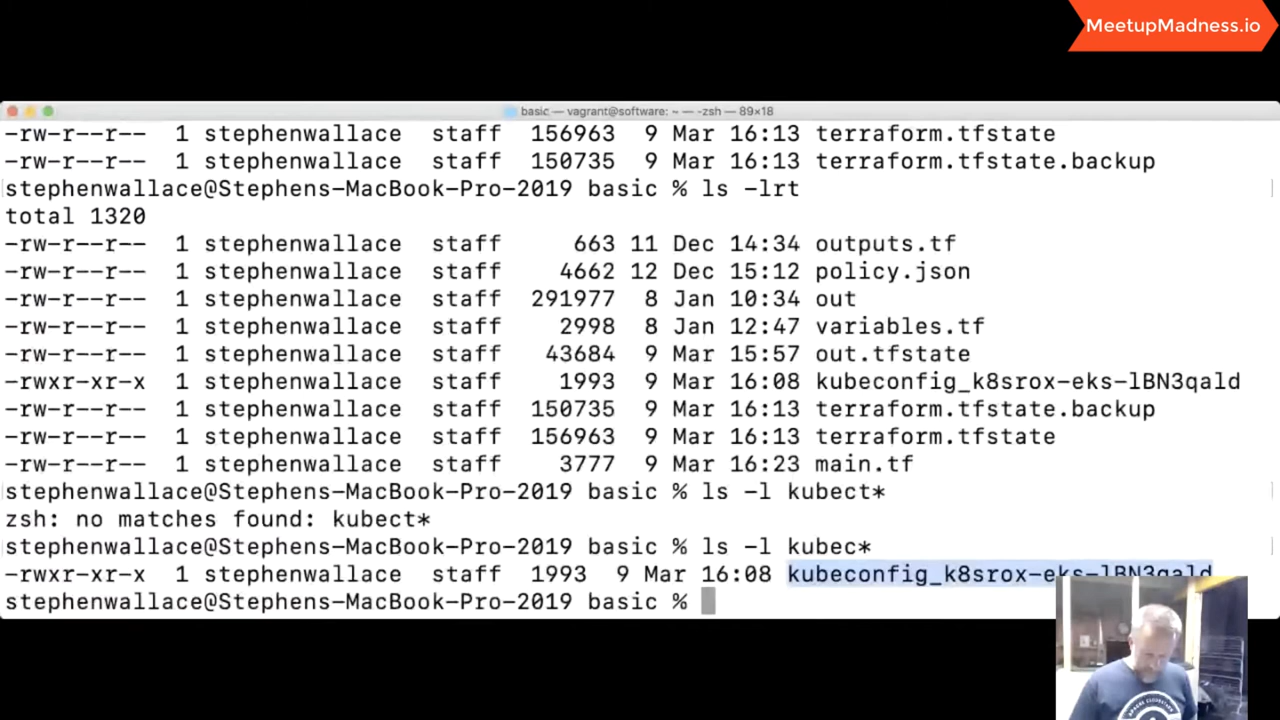 MeetupMadness.io
basic — vagrant@software: ~ — -zsh — 89×18
-rw-r--r-- 1 stephenwallace staff 156963 9 Mar 16:13 terraform.tfstate
-rw-r--r-- 1 stephenwallace staff 150735 9 Mar 16:13 terraform.tfstate.backup
stephenwallace@Stephens-MacBook-Pro-2019 basic % ls -lrt
total 1320
-rw-r--r-- 1 stephenwallace staff 663 11 Dec 14:34 outputs.tf
-rw-r--r-- 1 stephenwallace staff 4662 12 Dec 15:12 policy.json
-rw-r--r-- 1 stephenwallace staff 291977 8 Jan 10:34 out
-rw-r--r-- 1 stephenwallace staff 2998 8 Jan 12:47 variables.tf
-rw-r--r-- 1 stephenwallace staff 43684 9 Mar 15:57 out.tfstate
-rwxr-xr-x 1 stephenwallace staff 1993 9 Mar 16:08 kubeconfig_k8srox-eks-lBN3qald
-rw-r--r-- 1 stephenwallace staff 150735 9 Mar 16:13 terraform.tfstate.backup
-rw-r--r-- 1 stephenwallace staff 156963 9 Mar 16:13 terraform.tfstate
-rw-r--r-- 1 stephenwallace staff 3777 9 Mar 16:23 main.tf
stephenwallace@Stephens-MacBook-Pro-2019 basic % ls -l kubect*
zsh: no matches found: kubect*
stephenwallace@Stephens-MacBook-Pro-2019 basic % ls -l kubec*
-rwxr-xr-x 1 stephenwallace staff 1993 9 Mar 16:08 kubeconfig_k8srox-eks-lBN3qald
stephenwallace@Stephens-MacBook-Pro-2019 basic %